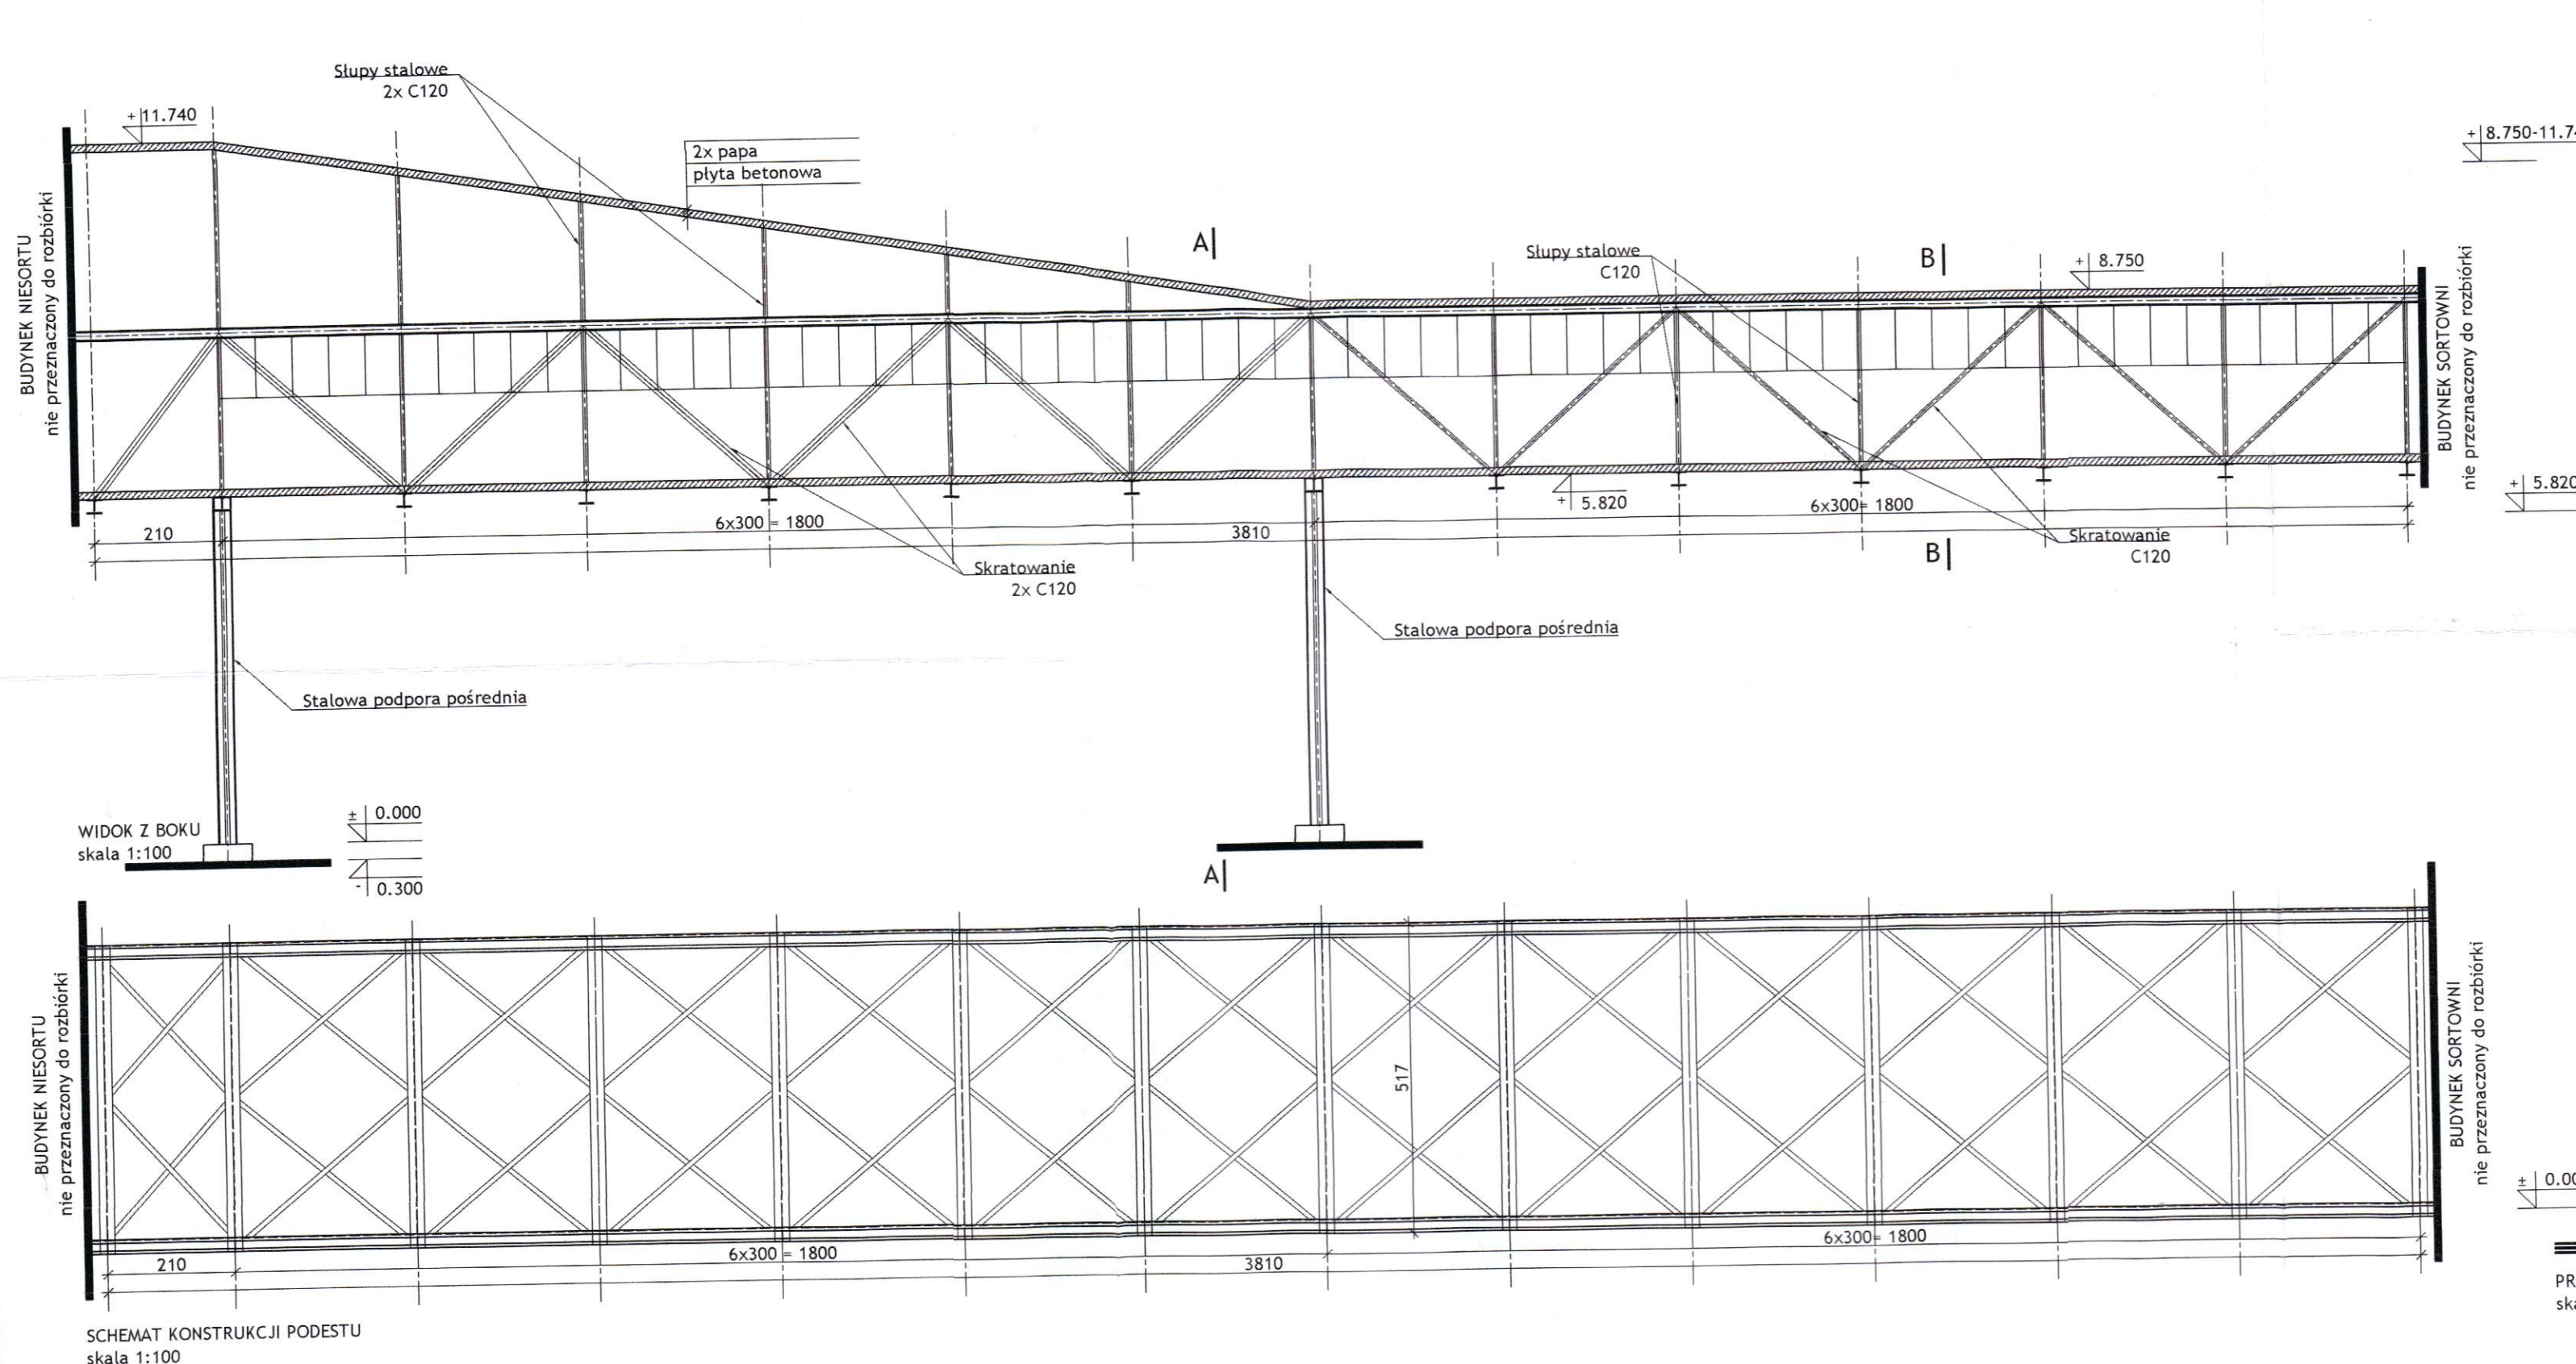 Słupy stalowe
2x C120
+ 11.740
2x papa
płyta betonowa
A
Słupy stalowe
C120
B
+ 8.750
+ 8.750-11.7
BUDYNEK NIESORTU
nie przeznaczony do rozbiórki
BUDYNEK SORTOWNI
nie przeznaczony do rozbiórki
+ 5.820
+ 5.820
210
6x300 = 1800
3810
6x300= 1800
Skratowanie
2x C120
B
Skratowanie
C120
Stalowa podpora pośrednia
Stalowa podpora pośrednia
WIDOK Z BOKU
skala 1:100
± 0.000
- 0.300
A
BUDYNEK NIESORTU
nie przeznaczony do rozbiórki
517
BUDYNEK SORTOWNI
nie przeznaczony do rozbiórki
± 0.00
210
6x300 = 1800
3810
6x300= 1800
PR
ska
SCHEMAT KONSTRUKCJI PODESTU
skala 1:100